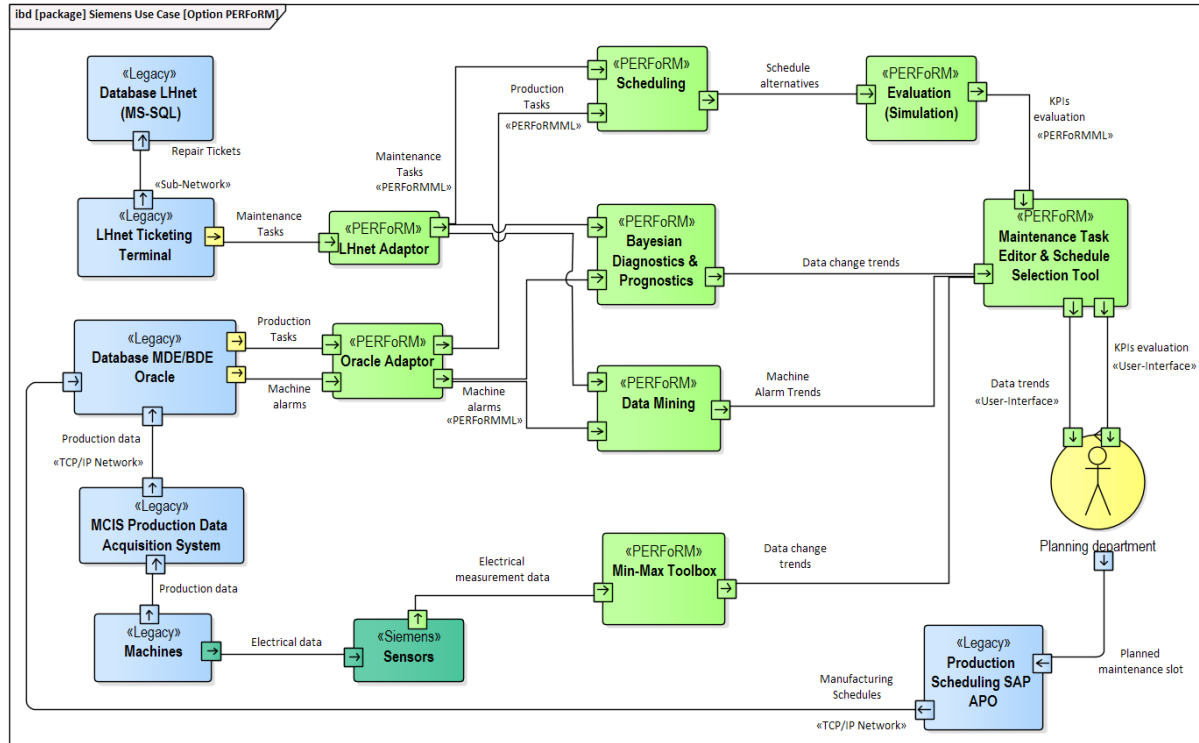 ibd [package] Siemens Use Case [Option PERFoRM]
«Legacy»
Database LHnet
(MS-SQL)
Repair Tickets
«Sub-Network»
«Legacy»
LHnet Ticketing
Terminal
Maintenance
Tasks
«PERFoRM»
LHnet Adaptor
Maintenance
Tasks
«PERFoRMML»
Production
Tasks
«PERFoRMML»
«PERFoRM»
Scheduling
Schedule
alternatives
«PERFoRM»
Evaluation
(Simulation)
KPIs
evaluation
«PERFoRMML»
«PERFoRM»
Bayesian
Diagnostics &
Prognostics
Data change trends
«PERFoRM»
Maintenance Task
Editor & Schedule
Selection Tool
«Legacy»
Database MDE/BDE
Oracle
Production
Tasks
Machine
alarms
«PERFoRM»
Oracle Adaptor
Machine
alarms
«PERFoRMML»
«PERFoRM»
Data Mining
Machine
Alarm Trends
Data trends
«User-Interface»
KPIs evaluation
«User-Interface»
Planning department
Production data
«TCP/IP Network»
«Legacy»
MCIS Production Data
Acquisition System
Production data
«Legacy»
Machines
Electrical data
«Siemens»
Sensors
Electrical
measurement data
«PERFoRM»
Min-Max Toolbox
Data change
trends
Planned
maintenance slot
«Legacy»
Production
Scheduling SAP
APO
Manufacturing
Schedules
«TCP/IP Network»